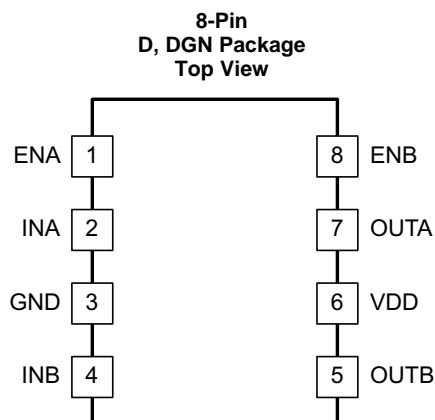 8-Pin
D, DGN Package
Top View
ENA 1 8 ENB
INA 2 7 OUTA
GND 3 6 VDD
INB 4 5 OUTB